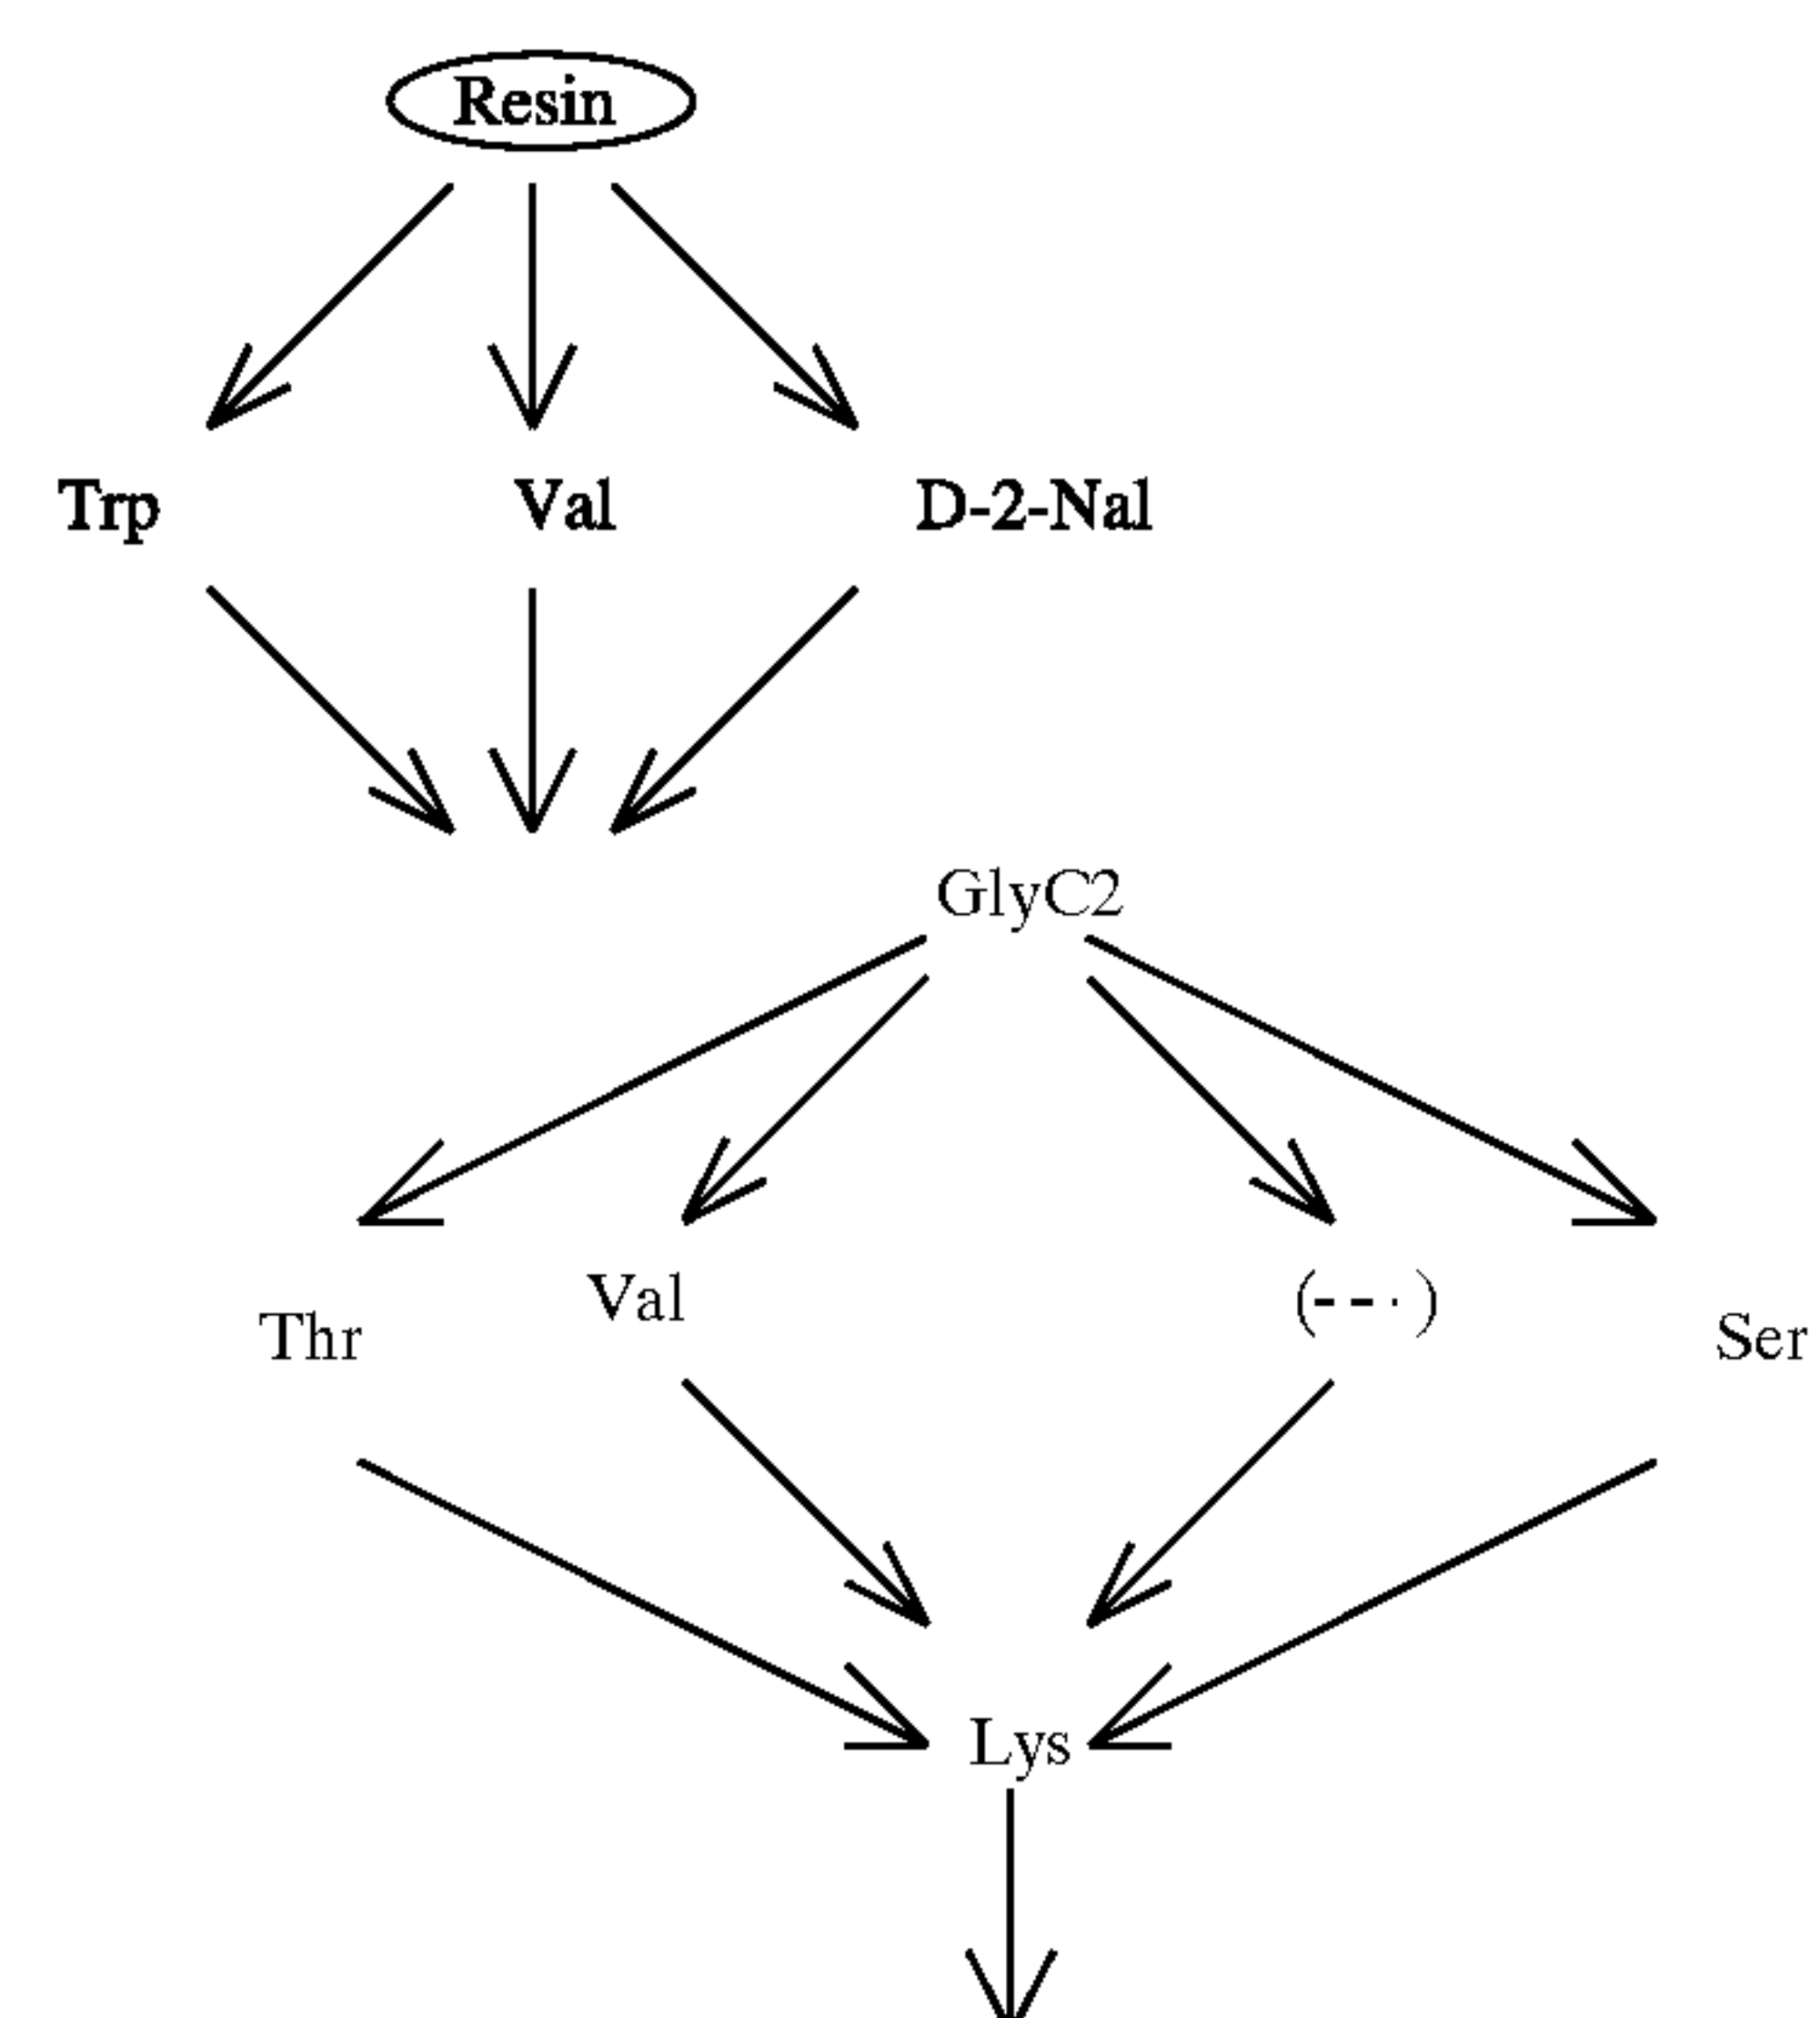 Resin
Trp Val D-2-Nal
GlyC2
Thr Val (---) Ser
Lys